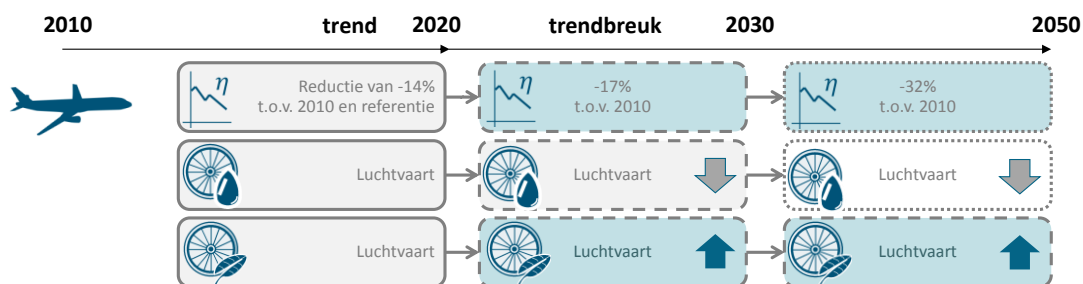 2010 trend 2020 trendbreuk 2030 2050
η Reductie van -14%
t.o.v. 2010 en referentie
η -17%
t.o.v. 2010
η -32%
t.o.v. 2010
Luchtvaart Luchtvaart Luchtvaart
Luchtvaart Luchtvaart Luchtvaart